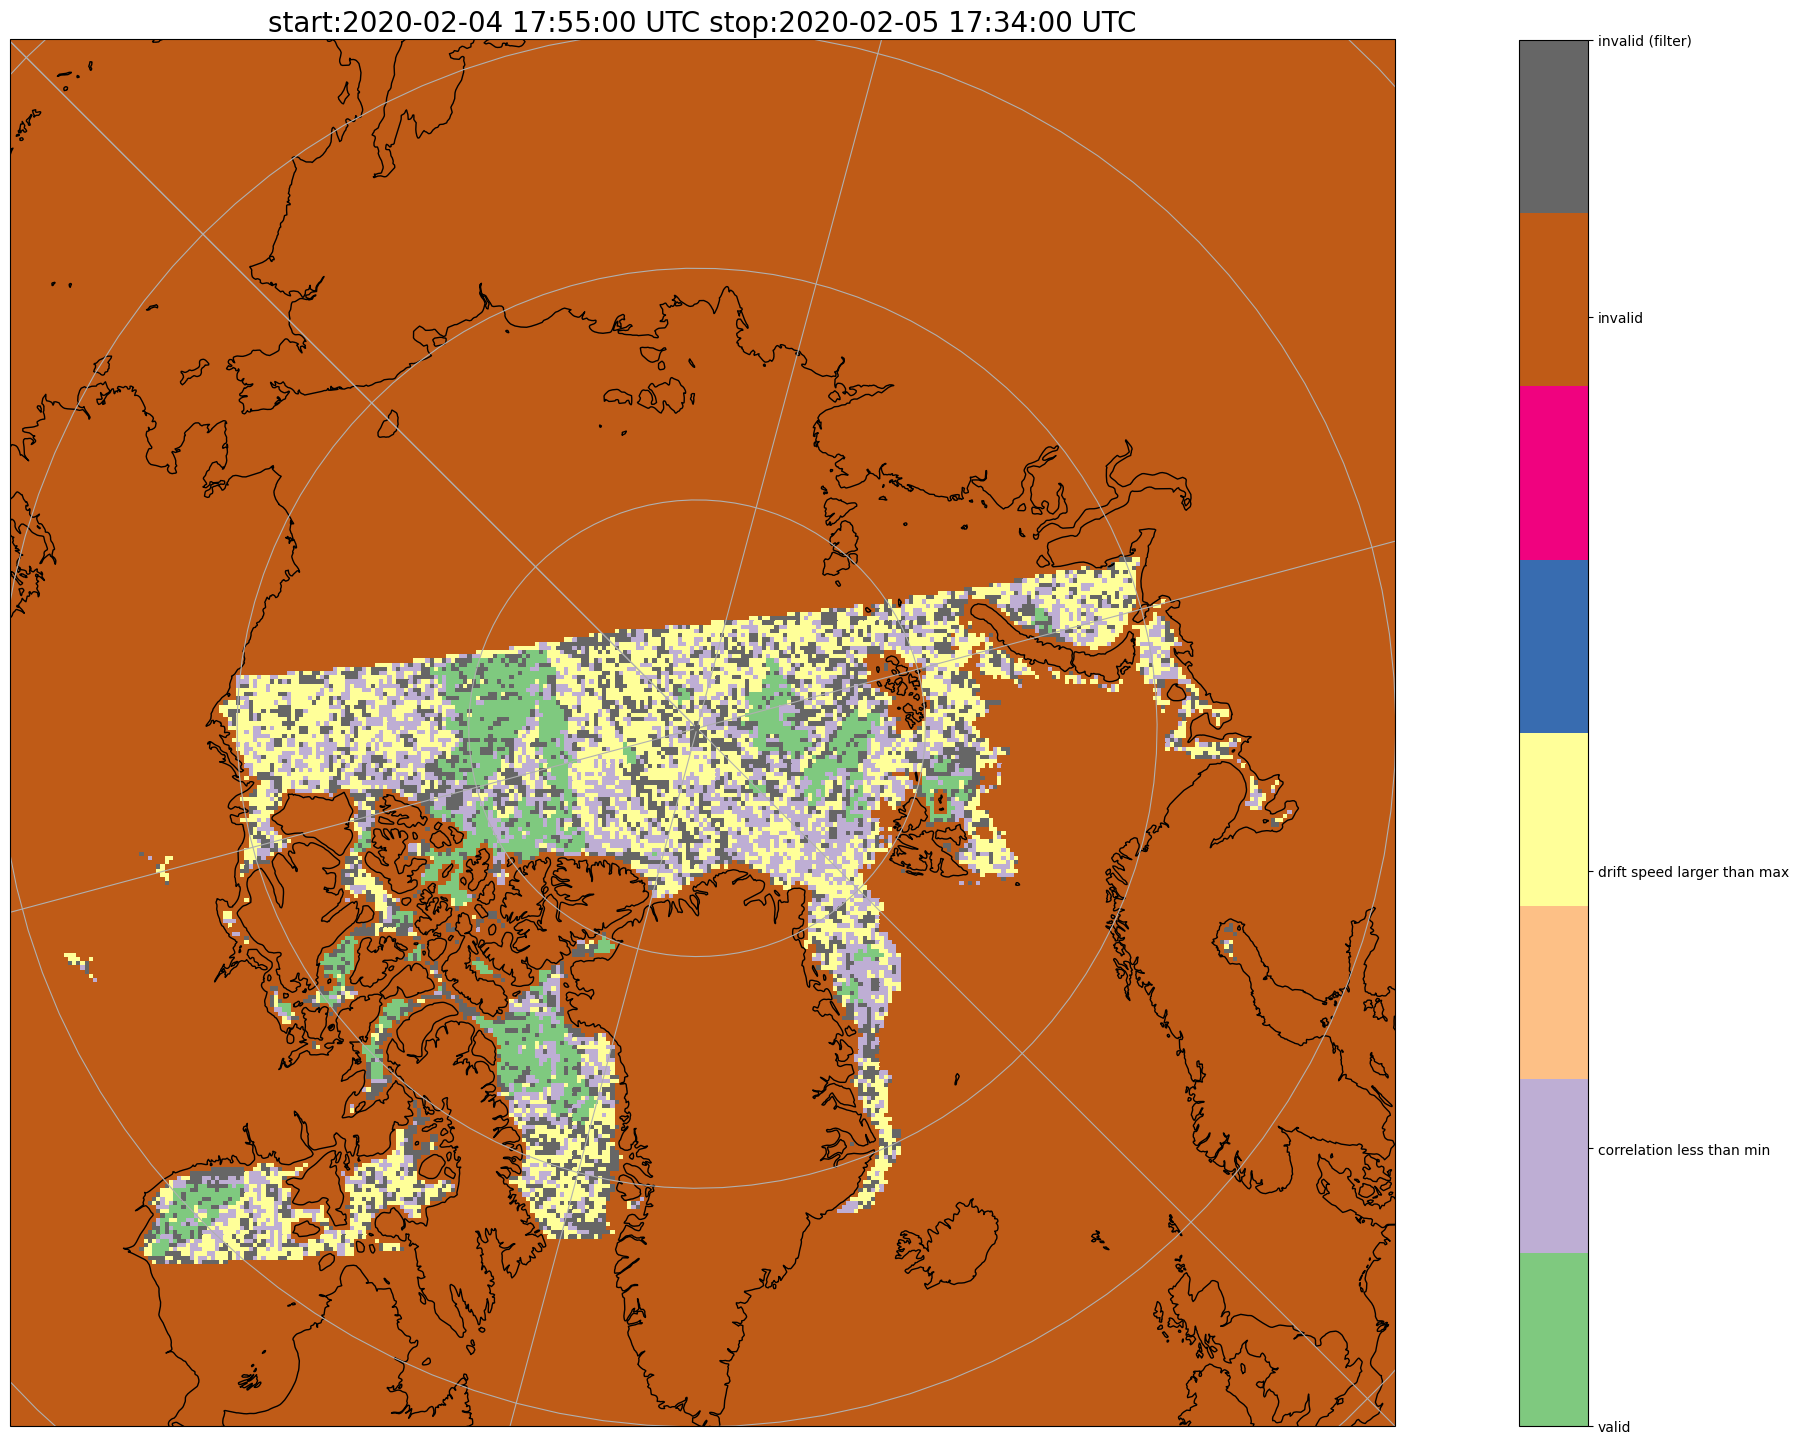 start:2020-02-04 17:55:00 UTC stop:2020-02-05 17:34:00 UTC
invalid (filter)
invalid
drift speed larger than max
correlation less than min
valid